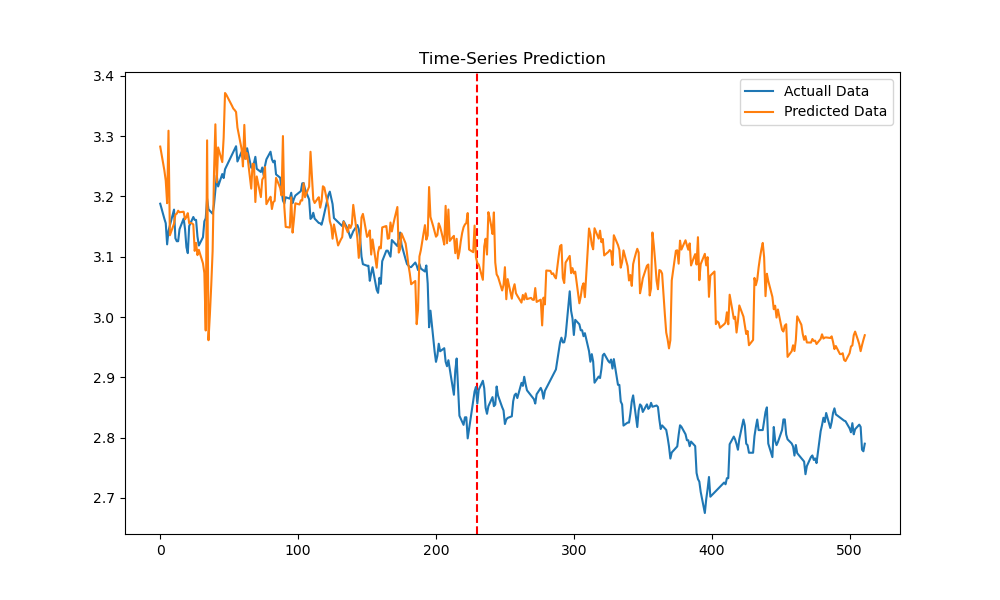 Time-Series Prediction
Actuall Data
Predicted Data
3.4
3.3
3.2
3.1
3.0
2.9
2.8
2.7
0 100 200 300 400 500